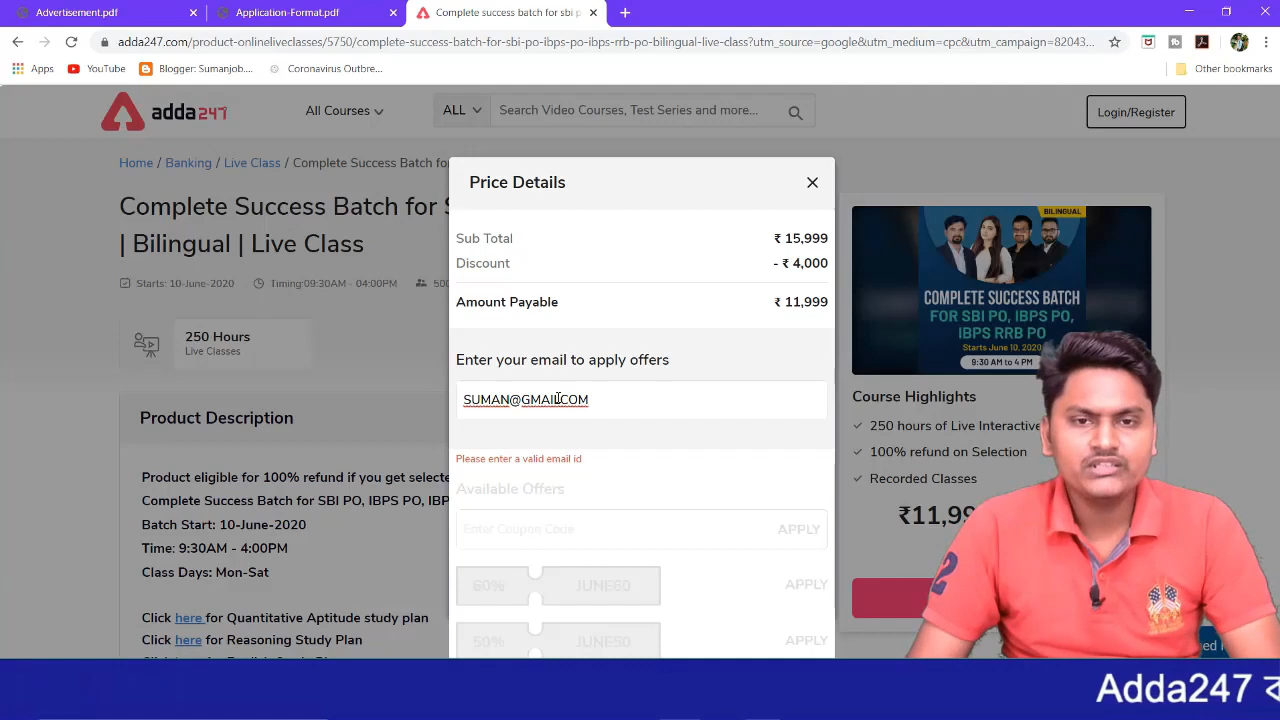 Advertisement.pdf
Application-Format.pdf
Complete success batch for sbi p
adda247.com/product-onlineliveclasses/5750/complete-success-batch-for-sbi-po-ibps-po-ibps-rrb-po-bilingual-live-class?utm_source=google&utm_medium=cpc&utm_campaign=82043...
Apps
YouTube
Blogger: Sumanjob....
Coronavirus Outbre...
Other bookmarks
adda247
All Courses
ALL
Search Video Courses, Test Series and more...
Login/Register
Home / Banking / Live Class / Complete Success Batch fo
Complete Success Batch for S
| Bilingual | Live Class
Starts: 10-June-2020
Timing:09:30AM - 04:00PM
500
250 Hours
Live Classes
Product Description
Product eligible for 100% refund if you get selecte
Complete Success Batch for SBI PO, IBPS PO, IBP
Batch Start: 10-June-2020
Time: 9:30AM - 4:00PM
Class Days: Mon-Sat
Click here for Quantitative Aptitude study plan
Click here for Reasoning Study Plan
Price Details
Sub Total ₹ 15,999
Discount - ₹ 4,000
Amount Payable ₹ 11,999
Enter your email to apply offers
SUMAN@GMAIL.COM
Please enter a valid email id
Available Offers
Enter Coupon Code APPLY
60% JUNE60 APPLY
50% JUNE50 APPLY
BILINGUAL
COMPLETE SUCCESS BATCH
FOR SBI PO, IBPS PO,
IBPS RRB PO
Starts June 10, 2020
9:30 AM to 4 PM
Course Highlights
250 hours of Live Interactive
100% refund on Selection
Recorded Classes
₹11,99
2
Adda247 ব